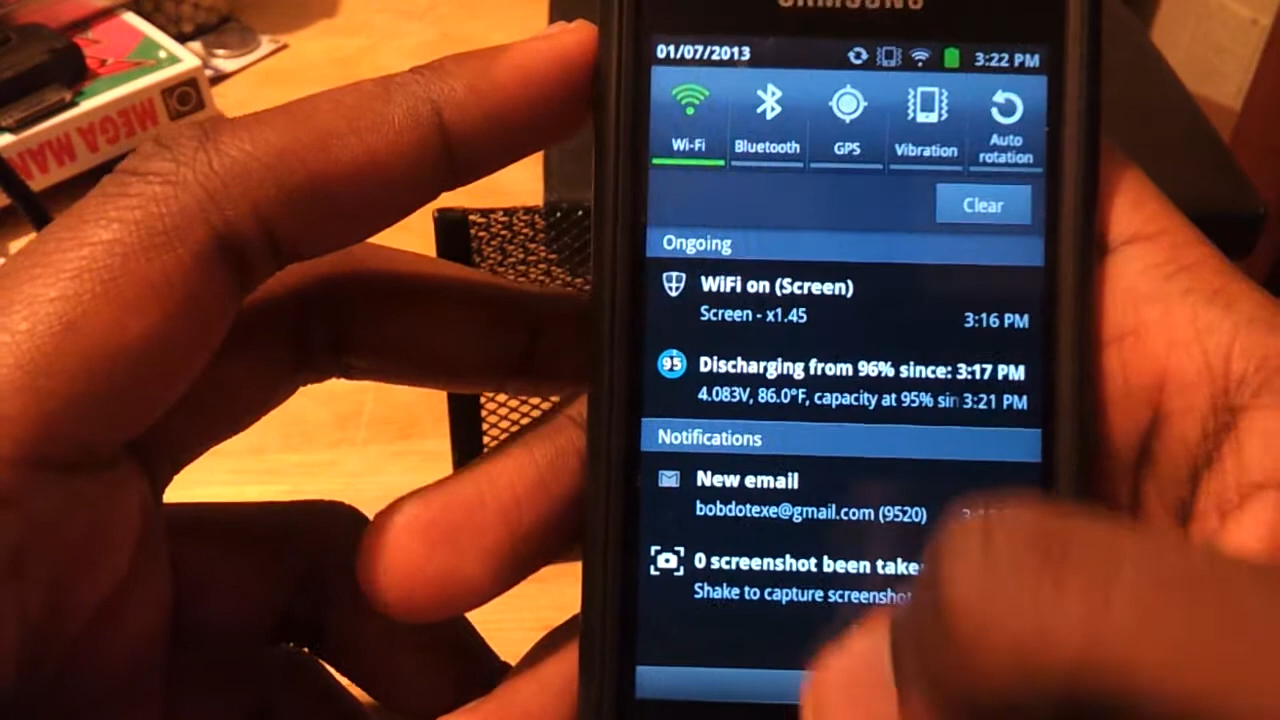 SAMSUNG
01/07/2013 3:22 PM
Wi-Fi Bluetooth GPS Vibration Auto rotation
Clear
Ongoing
WiFi on (Screen)
Screen - x1.45 3:16 PM
95 Discharging from 96% since: 3:17 PM
4.083V, 86.0°F, capacity at 95% sin 3:21 PM
Notifications
New email
bobdotexe@gmail.com (9520)
0 screenshot been take
Shake to capture screenshot
MEGA MAN